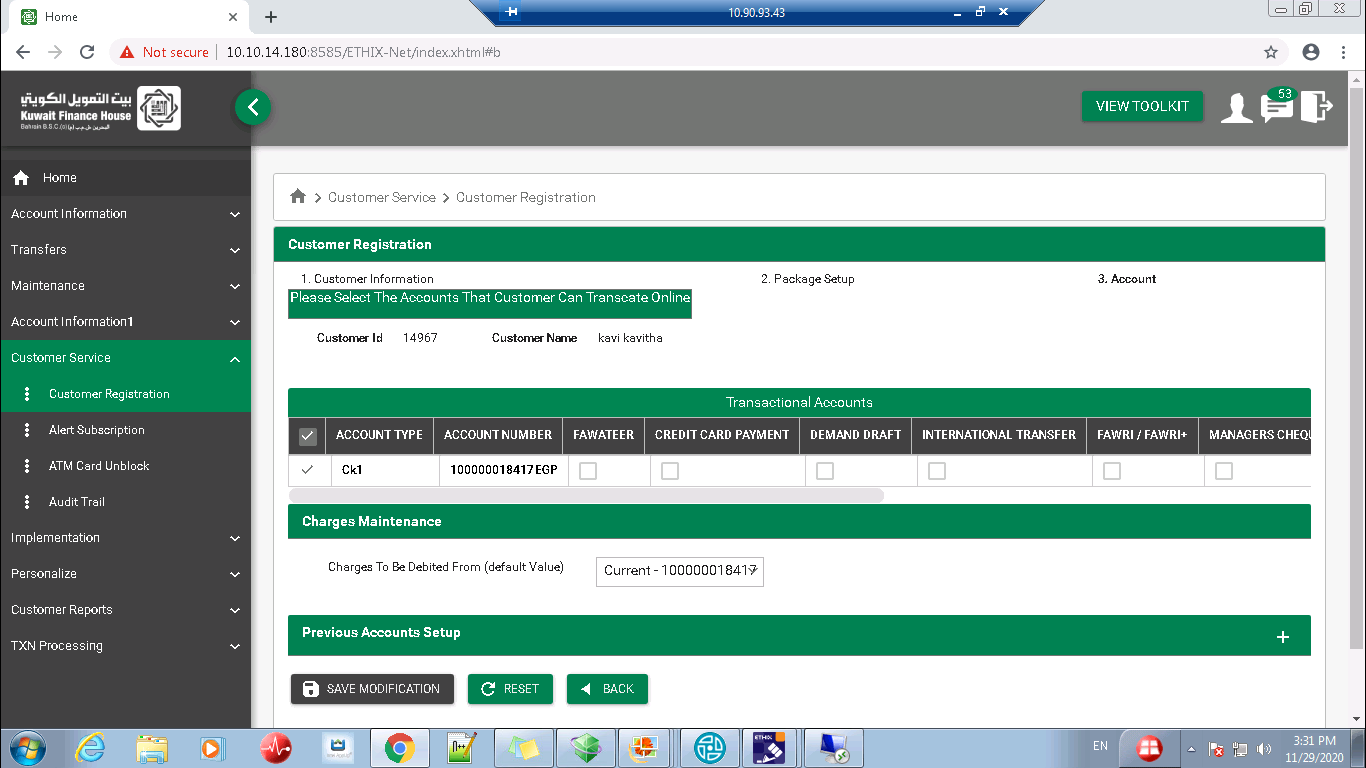 Home
10.90.93.43
Not secure
10.10.14.180:8585/ETHIX-Net/index.xhtml#b
بيت التمويل الكويتي
Kuwait Finance House
Bahrain B.S.C.(c)
VIEW TOOLKIT
53
Home
Account Information
Transfers
Maintenance
Account Information1
Customer Service
Customer Registration
Alert Subscription
ATM Card Unblock
Audit Trail
Implementation
Personalize
Customer Reports
TXN Processing
Customer Service
Customer Registration
Customer Registration
1. Customer Information
2. Package Setup
3. Account
Please Select The Accounts That Customer Can Transcate Online
Customer Id 14967 Customer Name kavi kavitha
Transactional Accounts
ACCOUNT TYPE ACCOUNT NUMBER FAWATEER CREDIT CARD PAYMENT DEMAND DRAFT INTERNATIONAL TRANSFER FAWRI / FAWRI+ MANAGERS CHEQU
Ck1 100000018417 EGP
Charges Maintenance
Charges To Be Debited From (default Value) Current - 100000018417
Previous Accounts Setup
SAVE MODIFICATION RESET BACK
ETHIX
EN
3:31 PM
11/29/2020